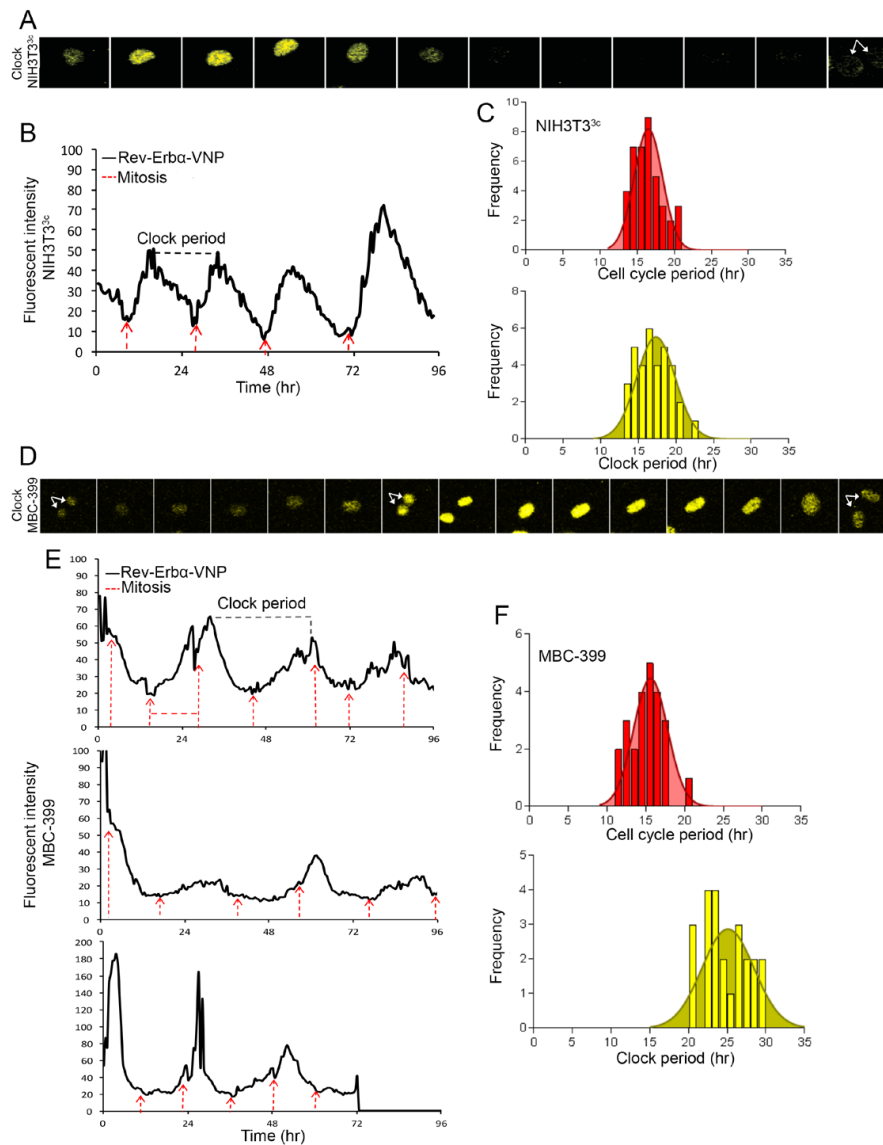 A
Clock
NIH3T3³ᶜ
B
100
90
80
70
60
50
40
30
20
10
0
Rev-Erbα-VNP
Mitosis
Clock period
Fluorescent intensity
NIH3T3³ᶜ
0 24 48 72 96
Time (hr)
C
NIH3T3³ᶜ
10
8
6
4
2
0
Frequency
0 5 10 15 20 25 30 35
Cell cycle period (hr)
8
6
4
2
0
Frequency
0 5 10 15 20 25 30 35
Clock period (hr)
D
Clock
MBC-399
E
100
90
80
70
60
50
40
30
20
10
0
Rev-Erbα-VNP
Mitosis
Clock period
0 24 48 72 96
Fluorescent intensity
MBC-399
100
90
80
70
60
50
40
30
20
10
0
0 24 48 72 96
200
180
160
140
120
100
80
60
40
20
0
0 24 48 72 96
Time (hr)
F
MBC-399
6
4
2
0
Frequency
0 5 10 15 20 25 30 35
Cell cycle period (hr)
5
4
3
2
1
0
Frequency
0 5 10 15 20 25 30 35
Clock period (hr)